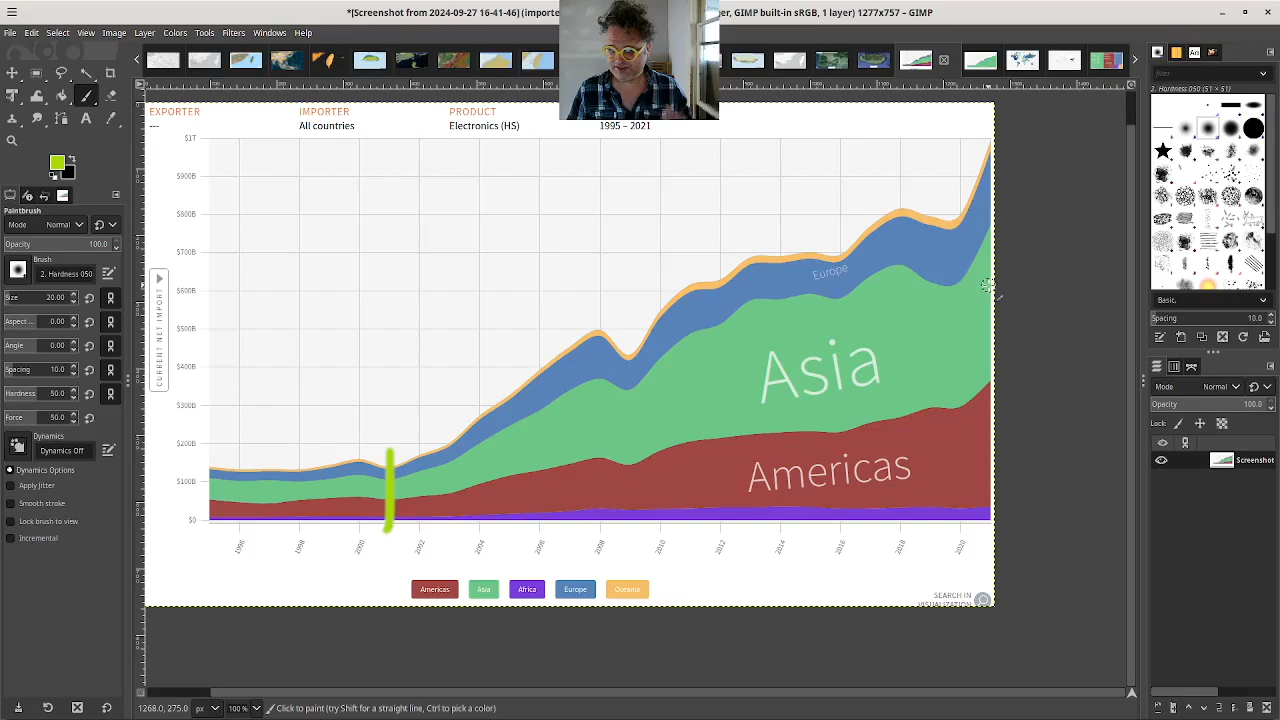 *[Screenshot from 2024-09-27 16-41-46] (importe
er, GIMP built-in sRGB, 1 layer) 1277x757 – GIMP
File Edit Select View Image Layer Colors Tools Filters Windows Help
EXPORTER IMPORTER PRODUCT
--- All countries Electronics (HS) 1995 – 2021
$1T
$900B
$800B
$700B
$600B
$500B
$400B
$300B
$200B
$100B
$0
CURRENT NET IMPORT
Europe
Asia
Americas
1996 1998 2000 2002 2004 2006 2008 2010 2012 2014 2016 2018 2020
Americas Asia Africa Europe Oceania
SEARCH IN
VISUALIZATION
Paintbrush
Mode Normal
Opacity 100.0
Brush
2. Hardness 050
Size 20.00
Aspect ... 0.00
Angle 0.00
Spacing 10.0
Hardness 50.0
Force 50.0
Dynamics
Dynamics Off
Dynamics Options
Apply Jitter
Smooth stroke
Lock brush to view
Incremental
filter
2. Hardness 050 (51 × 51)
Basic,
Spacing 10.0
Mode Normal
Opacity 100.0
Lock:
Screenshot
1268.0, 275.0 px 100 % Click to paint (try Shift for a straight line, Ctrl to pick a color)